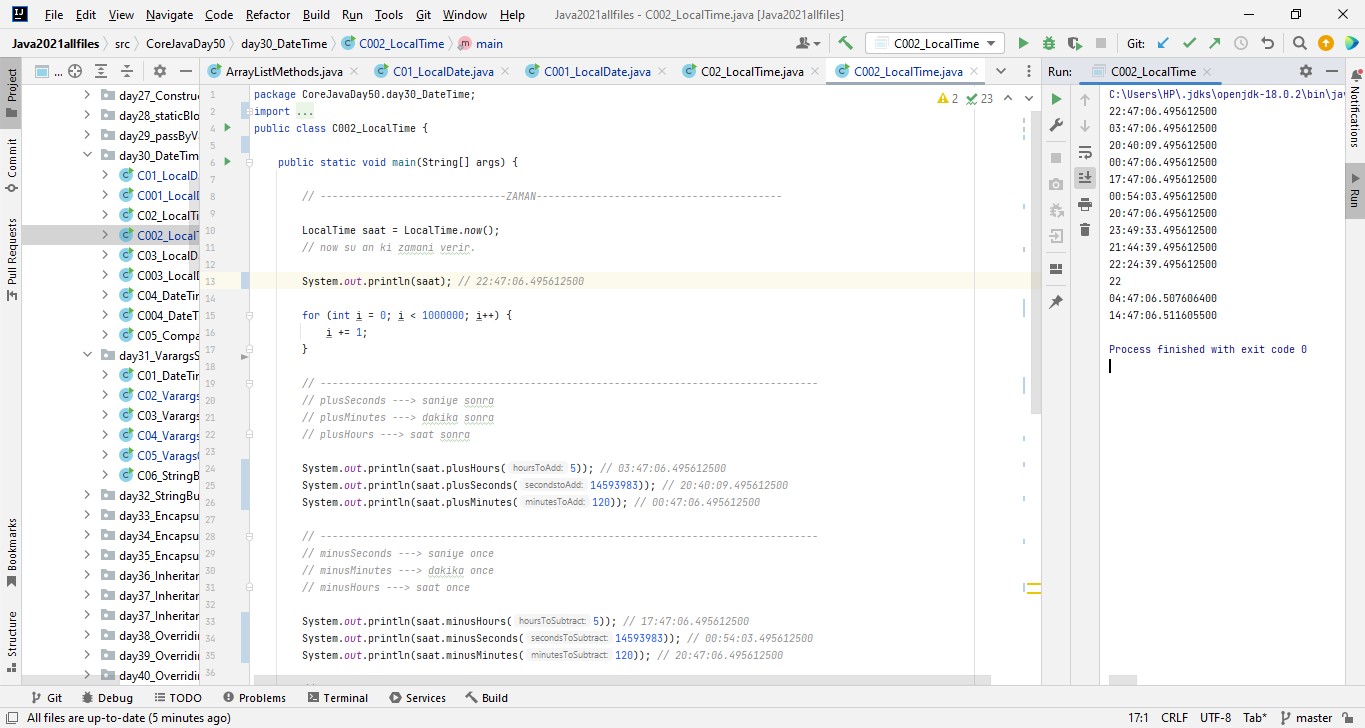 File Edit View Navigate Code Refactor Build Run Tools Git Window Help Java2021allfiles - C002_LocalTime.java [Java2021allfiles]
Java2021allfiles src CoreJavaDay50 day30_DateTime C002_LocalTime main C002_LocalTime Git:
... ArrayListMethods.java C01_LocalDate.java C001_LocalDate.java C02_LocalTime.java C002_LocalTime.java Run: C002_LocalTime
Project
Commit
Pull Requests
Bookmarks
Structure
day27_Constru
day28_staticBlo
day29_passByVa
day30_DateTim
C01_LocalD
C001_LocalD
C02_LocalTi
C002_LocalT
C03_LocalD
C003_LocalD
C04_DateTi
C004_DateT
C05_Compa
day31_VarargsS
C01_DateTi
C02_Varargs
C03_Varargs
C04_Varargs
C05_Varags
C06_StringB
day32_StringBu
day33_Encapsu
day34_Encapsu
day35_Encapsu
day36_Inheritar
day37_Inheritar
day37_Inheritar
day38_Overridin
day39_Overridin
day40_Overridin
2 23
1 package CoreJavaDay50.day30_DateTime;
2 import ...
4 public class C002_LocalTime {
5
6 public static void main(String[] args) {
7
8 // -------------------------------ZAMAN-----------------------------------------
9
10 LocalTime saat = LocalTime.now();
11 // now su an ki zamani verir.
12
13 System.out.println(saat); // 22:47:06.495612500
14
15 for (int i = 0; i < 1000000; i++) {
16 i += 1;
17 }
18
19 // -----------------------------------------------------------------------------------
20 // plusSeconds ---> saniye sonra
21 // plusMinutes ---> dakika sonra
22 // plusHours ---> saat sonra
23
24 System.out.println(saat.plusHours( hoursToAdd: 5)); // 03:47:06.495612500
25 System.out.println(saat.plusSeconds( secondstoAdd: 14593983)); // 20:40:09.495612500
26 System.out.println(saat.plusMinutes( minutesToAdd: 120)); // 00:47:06.495612500
27
28 // -----------------------------------------------------------------------------------
29 // minusSeconds ---> saniye once
30 // minusMinutes ---> dakika once
31 // minusHours ---> saat once
32
33 System.out.println(saat.minusHours( hoursToSubtract: 5)); // 17:47:06.495612500
34 System.out.println(saat.minusSeconds( secondsToSubtract: 14593983)); // 00:54:03.495612500
35 System.out.println(saat.minusMinutes( minutesToSubtract: 120)); // 20:47:06.495612500
36
C:\Users\HP\.jdks\openjdk-18.0.2\bin\jav
22:47:06.495612500
03:47:06.495612500
20:40:09.495612500
00:47:06.495612500
17:47:06.495612500
00:54:03.495612500
20:47:06.495612500
23:49:33.495612500
21:44:39.495612500
22:24:39.495612500
22
04:47:06.507606400
14:47:06.511605500
Process finished with exit code 0
Notifications
Run
Git Debug TODO Problems Terminal Services Build
All files are up-to-date (5 minutes ago) 17:1 CRLF UTF-8 Tab* master